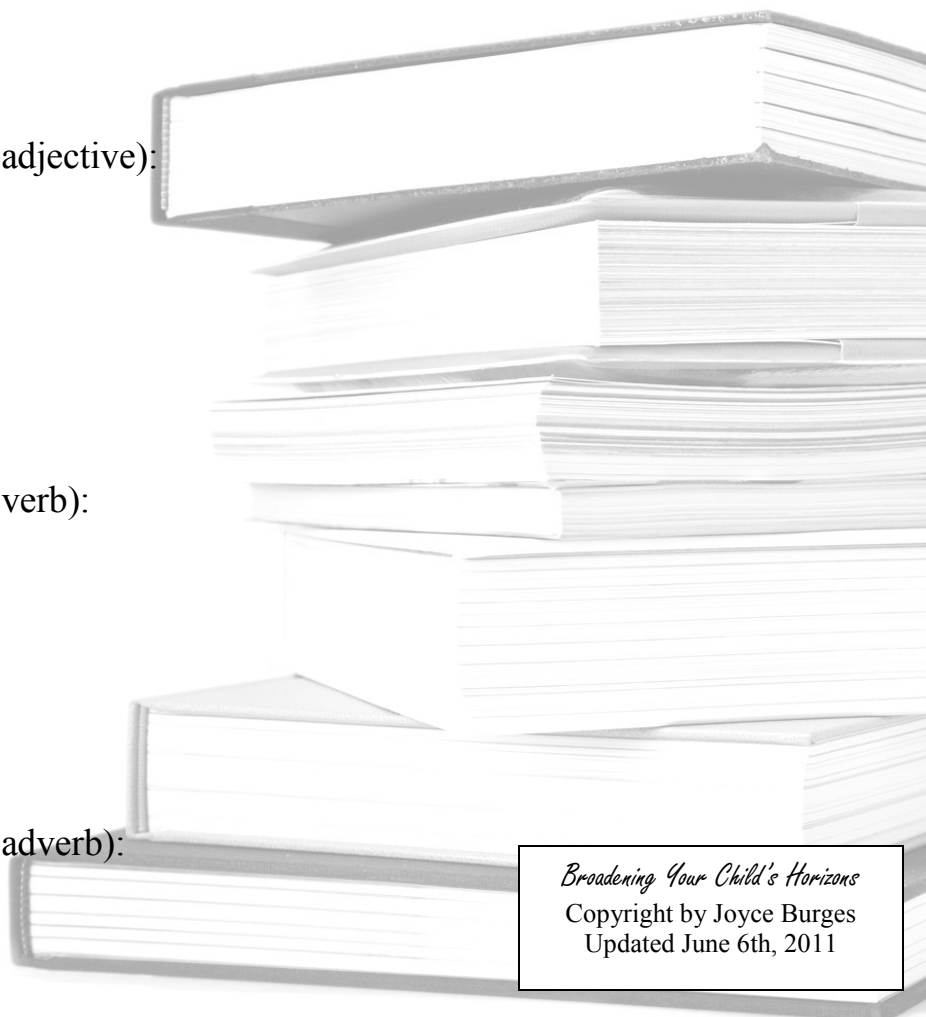 adjective):
verb):
adverb):
Broadening Your Child's Horizons
Copyright by Joyce Burges
Updated June 6th, 2011